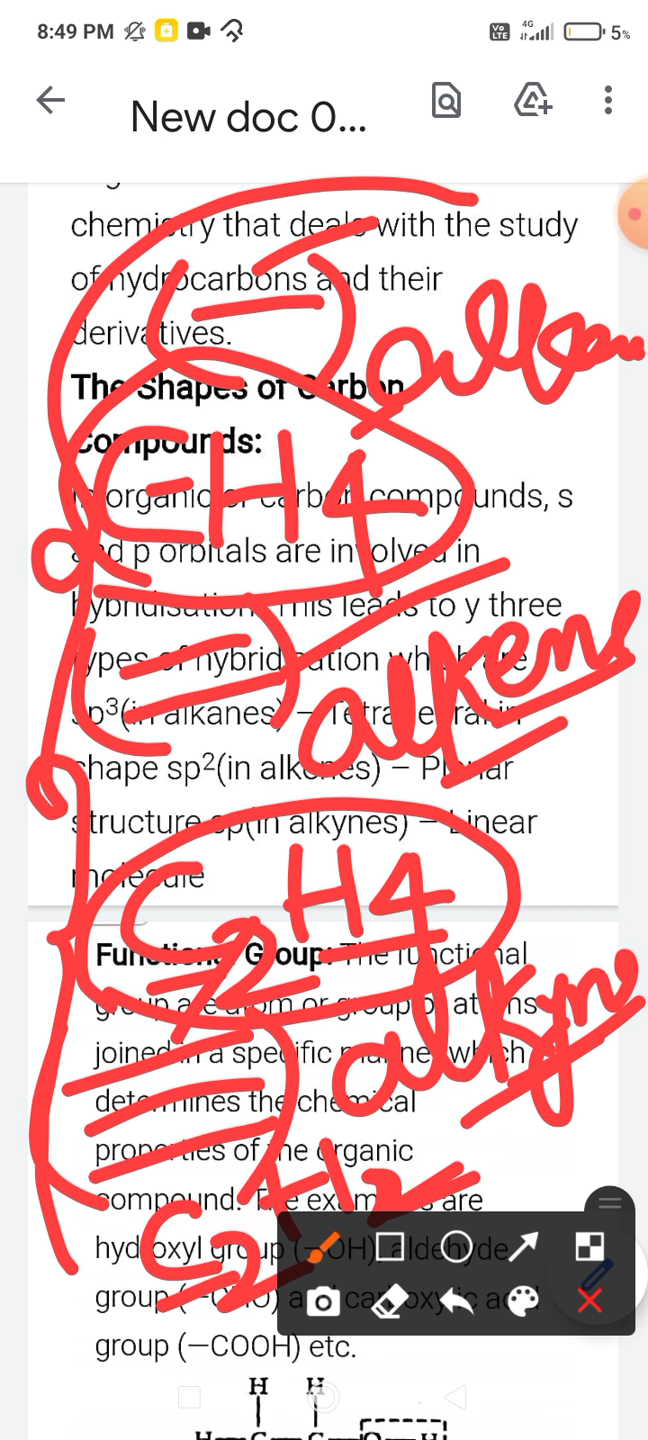 8:49 PM
Vo LTE 4G 5%
New doc 0...
chemistry that deals with the study
of hydrocarbons and their
derivatives.
The Shapes of Carbon
Compounds:
In organic or carbon compounds, s
and p orbitals are involved in
hybridisation. This leads to y three
types of hybridisation which are
sp³(in alkanes) – Tetrahedral in
shape sp²(in alkenes) – Planar
structure sp(in alkynes) – Linear
molecule
Functional Group: The functional
group are atom or group of atoms
joined in a specific manner which
determines the chemical
properties of the organic
compound. The examples are
hydroxyl group (–OH), aldehyde
group (–CHO) and carboxylic acid
group (–COOH) etc.
H H
H C C O H
(–)
CH4
(=) alkene
C2H4
(≡) alkyne
C2H2